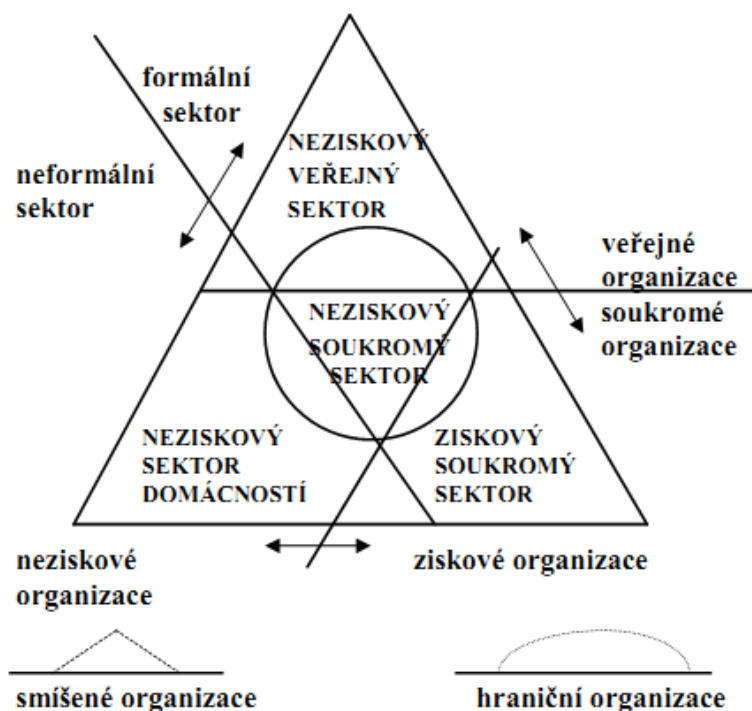 formální
sektor
neformální
sektor
NEZISKOVÝ
VEŘEJNÝ
SEKTOR
veřejné
organizace
soukromé
organizace
NEZISKOVÝ
SOUKROMÝ
SEKTOR
NEZISKOVÝ
SEKTOR
DOMÁCNOSTÍ
ZISKOVÝ
SOUKROMÝ
SEKTOR
neziskové
organizace
ziskové organizace
smíšené organizace
hraniční organizace